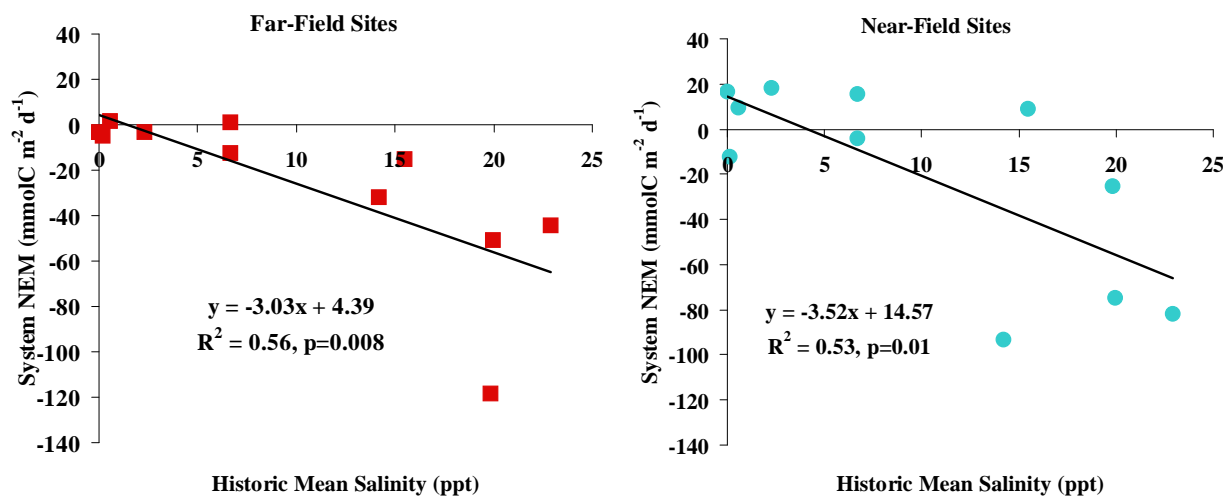 Far-Field Sites
40
20
0
-20
-40
-60
-80
-100
-120
-140
0 5 10 15 20 25
System NEM (mmolC m⁻² d⁻¹)
y = -3.03x + 4.39
R² = 0.56, p=0.008
Historic Mean Salinity (ppt)
Near-Field Sites
40
20
0
-20
-40
-60
-80
-100
-120
-140
0 5 10 15 20 25
System NEM (mmolC m⁻² d⁻¹)
y = -3.52x + 14.57
R² = 0.53, p=0.01
Historic Mean Salinity (ppt)